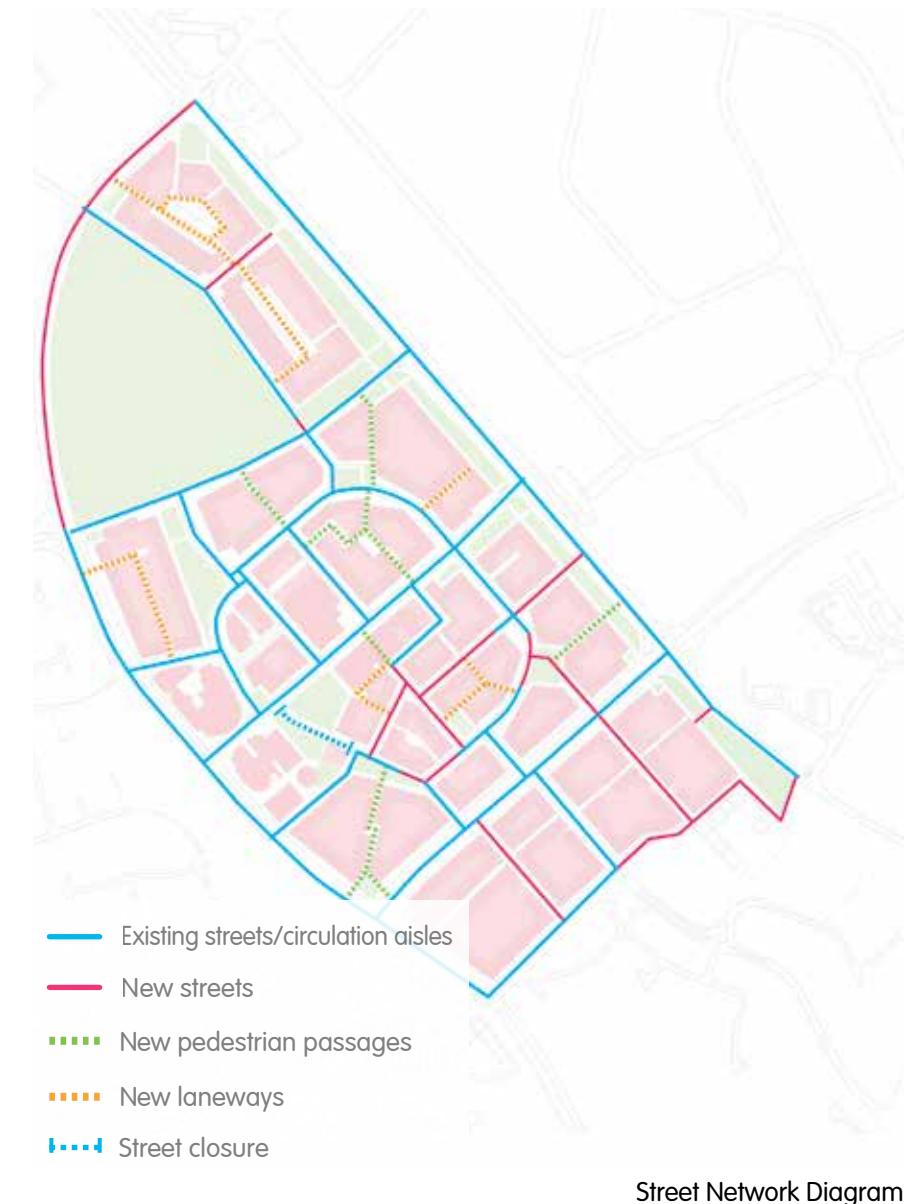 Existing streets/circulation aisles
New streets
New pedestrian passages
New laneways
Street closure
Street Network Diagram